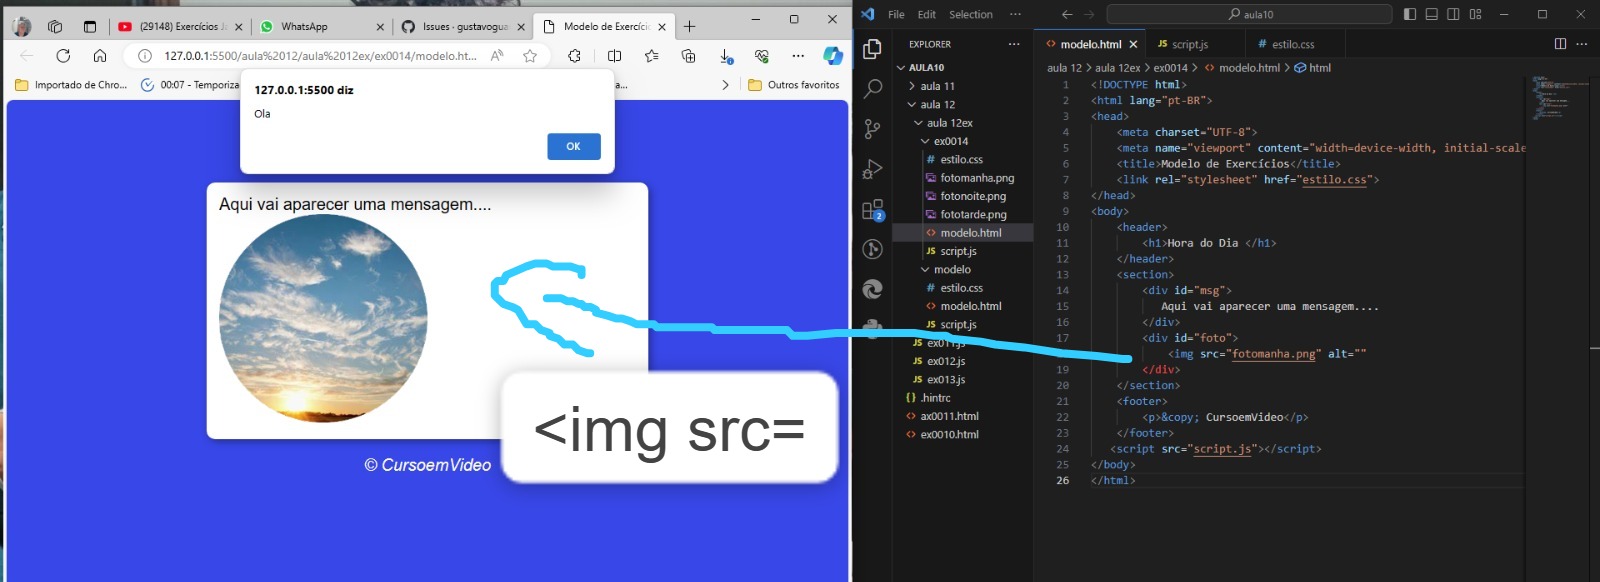 (29148) Exercícios Ja
WhatsApp
Issues · gustavogua
Modelo de Exercíci
127.0.0.1:5500/aula%2012/aula%2012ex/ex0014/modelo.ht...
Importado de Chro...
00:07 - Temporiza
a...
Outros favoritos
127.0.0.1:5500 diz
Ola
OK
Aqui vai aparecer uma mensagem....
© CursoemVideo
<img src=
File Edit Selection ...
aula10
EXPLORER ...
AULA10
aula 11
aula 12
aula 12ex
ex0014
# estilo.css
fotomanha.png
fotonoite.png
fototarde.png
<> modelo.html
JS script.js
modelo
# estilo.css
<> modelo.html
JS script.js
JS ex011.js
JS ex012.js
JS ex013.js
{} .hintrc
<> ax0011.html
<> ex0010.html
2
<> modelo.html
JS script.js
# estilo.css
aula 12 > aula 12ex > ex0014 > <> modelo.html > html
1 <!DOCTYPE html>
2 <html lang="pt-BR">
3 <head>
4 <meta charset="UTF-8">
5 <meta name="viewport" content="width=device-width, initial-scale
6 <title>Modelo de Exercícios</title>
7 <link rel="stylesheet" href="estilo.css">
8 </head>
9 <body>
10 <header>
11 <h1>Hora do Dia </h1>
12 </header>
13 <section>
14 <div id="msg">
15 Aqui vai aparecer uma mensagem....
16 </div>
17 <div id="foto">
18 <img src="fotomanha.png" alt=""
19 </div>
20 </section>
21 <footer>
22 <p>&copy; CursoemVideo</p>
23 </footer>
24 <script src="script.js"></script>
25 </body>
26 </html>